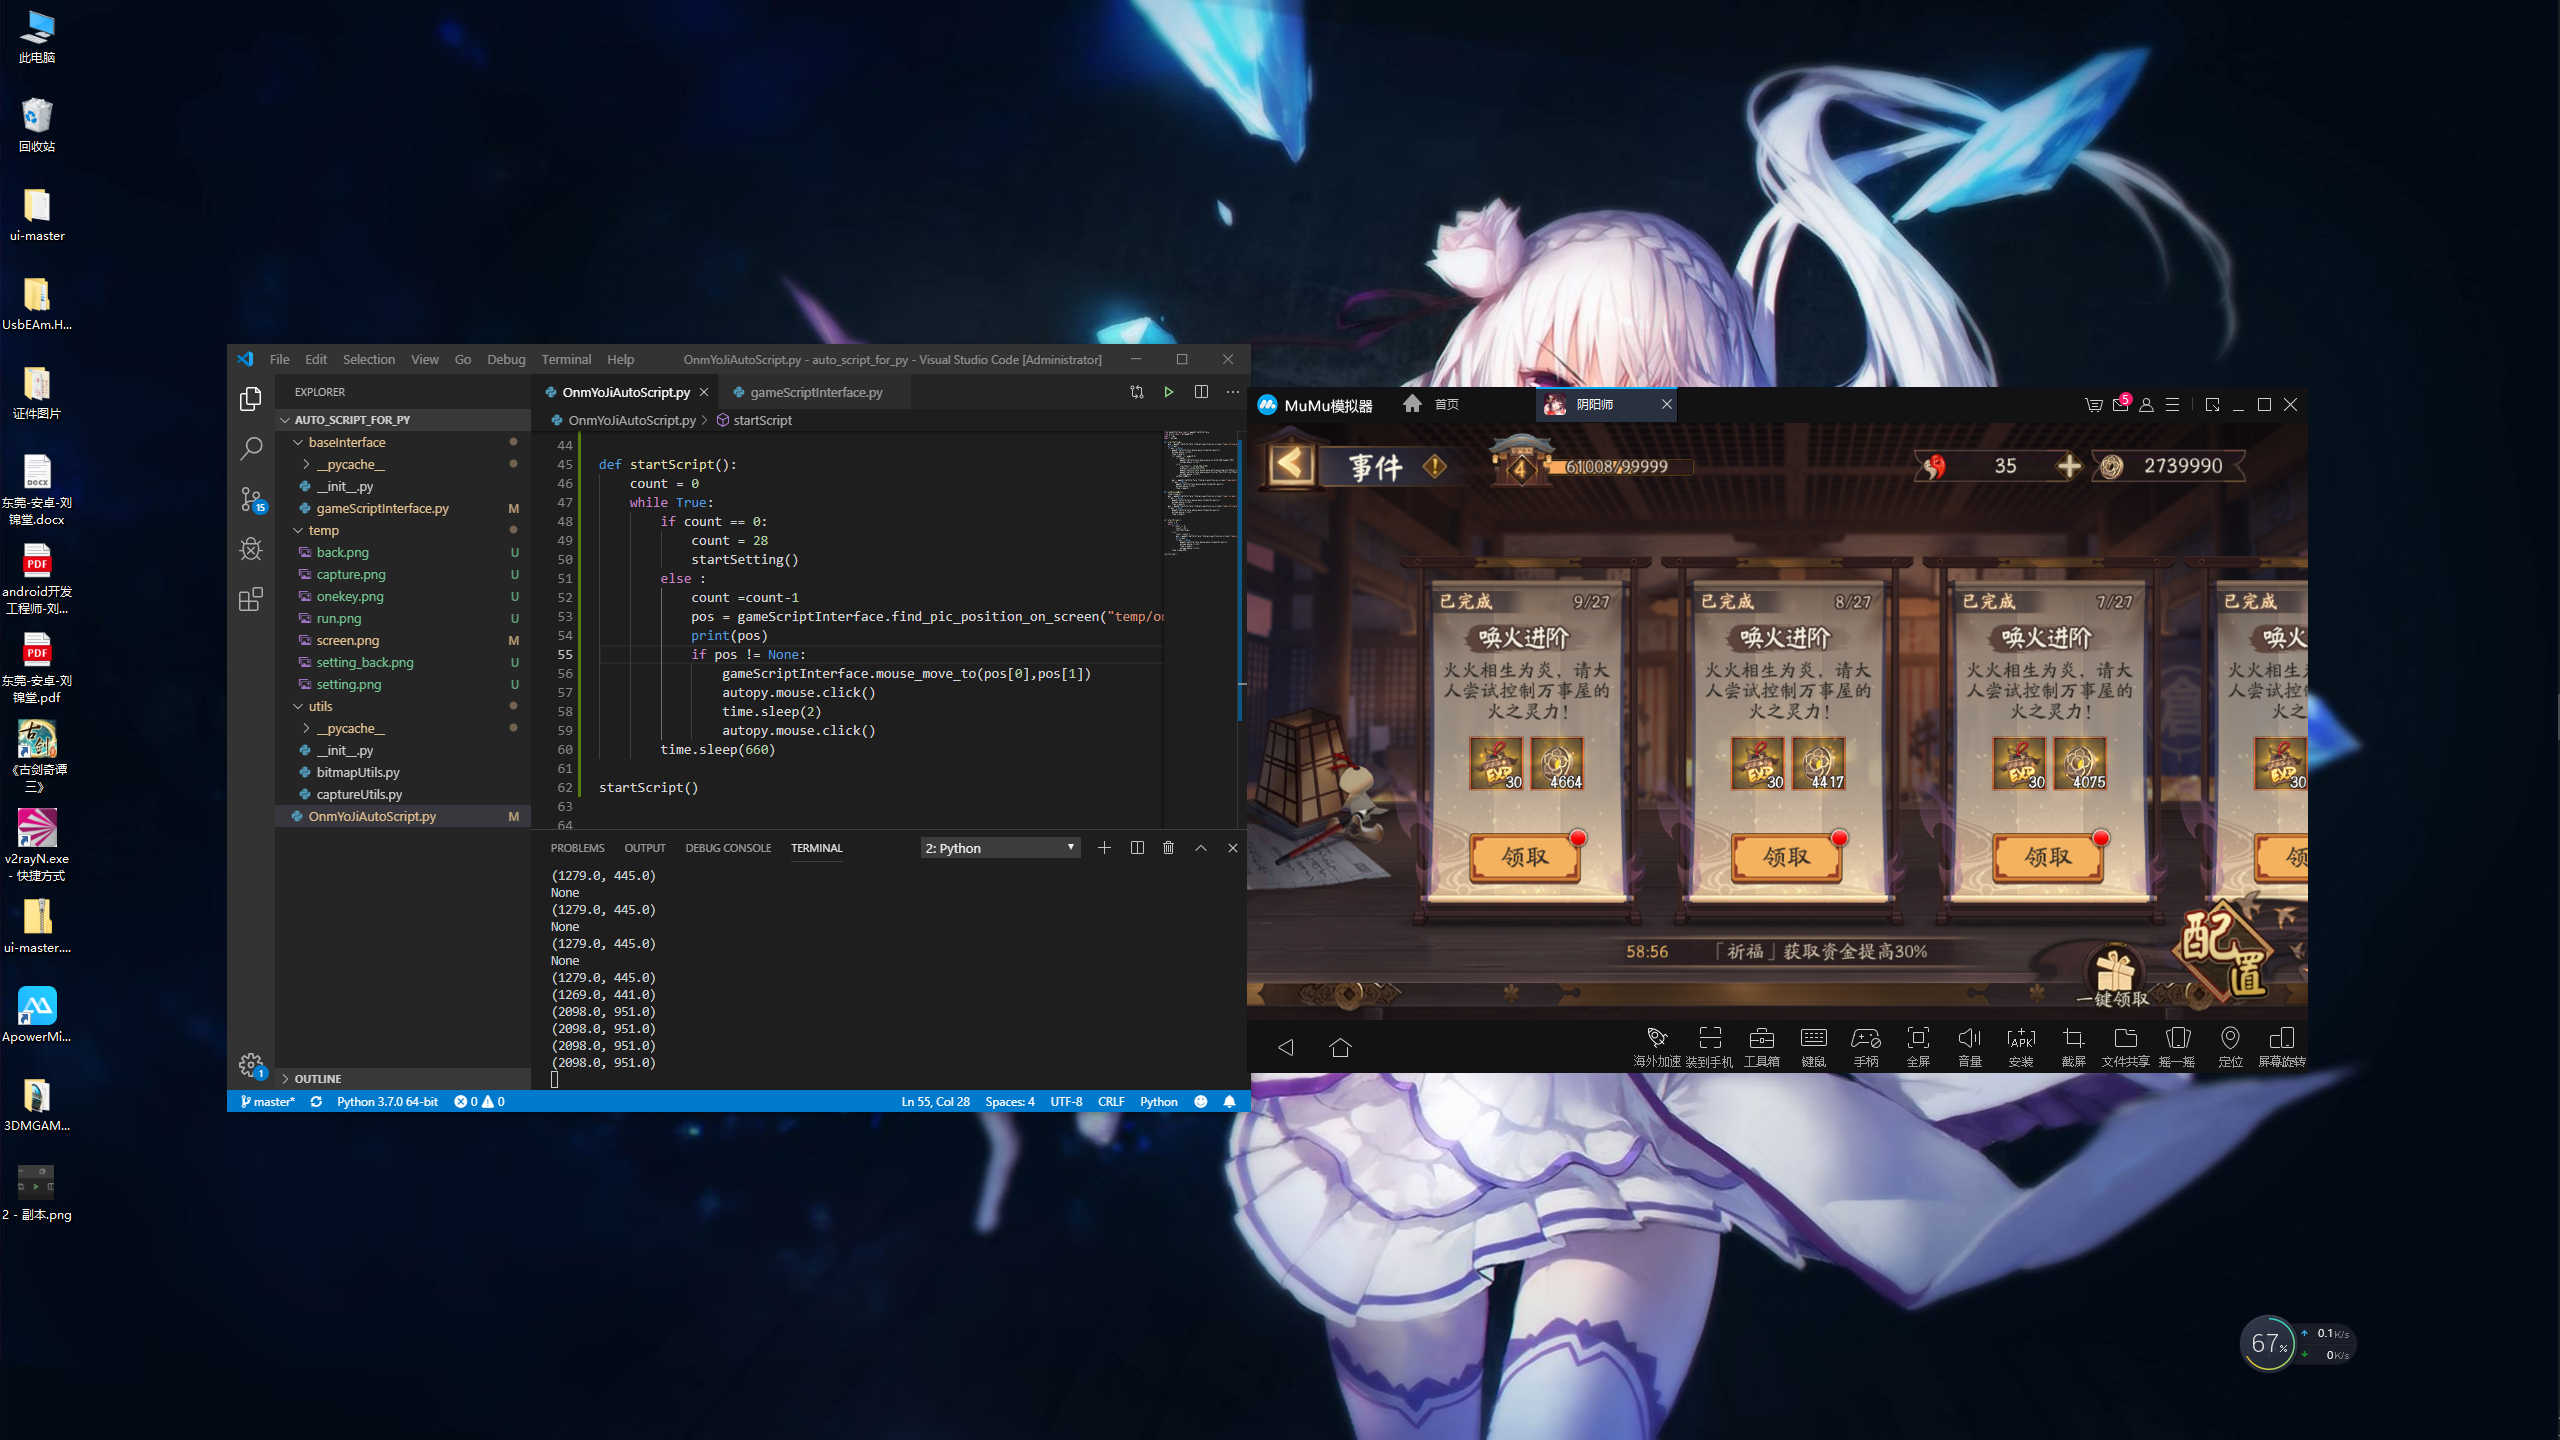 此电脑
回收站
ui-master
UsbEAm.H...
证件图片
东莞-安卓-刘
锦堂.docx
android开发
工程师-刘...
东莞-安卓-刘
锦堂.pdf
《古剑奇谭
三》
v2rayN.exe
- 快捷方式
ui-master....
ApowerMi...
3DMGAM...
2 - 副本.png
File Edit Selection View Go Debug Terminal Help
OnmYoJiAutoScript.py - auto_script_for_py - Visual Studio Code [Administrator]
EXPLORER
AUTO_SCRIPT_FOR_PY
baseInterface
__pycache__
__init__.py
gameScriptInterface.py M
temp
back.png U
capture.png U
onekey.png U
run.png U
screen.png M
setting_back.png U
setting.png U
utils
__pycache__
__init__.py
bitmapUtils.py
captureUtils.py
OnmYoJiAutoScript.py M
OUTLINE
15
1
OnmYoJiAutoScript.py gameScriptInterface.py
OnmYoJiAutoScript.py > startScript
44
45 def startScript():
46 count = 0
47 while True:
48 if count == 0:
49 count = 28
50 startSetting()
51 else :
52 count =count-1
53 pos = gameScriptInterface.find_pic_position_on_screen("temp/on
54 print(pos)
55 if pos != None:
56 gameScriptInterface.mouse_move_to(pos[0],pos[1])
57 autopy.mouse.click()
58 time.sleep(2)
59 autopy.mouse.click()
60 time.sleep(660)
61
62 startScript()
63
64
PROBLEMS OUTPUT DEBUG CONSOLE TERMINAL
2: Python
(1279.0, 445.0)
None
(1279.0, 445.0)
None
(1279.0, 445.0)
None
(1279.0, 445.0)
(1269.0, 441.0)
(2098.0, 951.0)
(2098.0, 951.0)
(2098.0, 951.0)
(2098.0, 951.0)
master* Python 3.7.0 64-bit 0 0
Ln 55, Col 28 Spaces: 4 UTF-8 CRLF Python
MuMu模拟器 首页 阴阳师
5
事件 4 61008/99999 35 2739990
已完成 9/27
唤火进阶
火火相生为炎，请大
人尝试控制万事屋的
火之灵力！
EXP 30 4664
领取
已完成 8/27
唤火进阶
火火相生为炎，请大
人尝试控制万事屋的
火之灵力！
EXP 30 4417
领取
已完成 7/27
唤火进阶
火火相生为炎，请大
人尝试控制万事屋的
火之灵力！
EXP 30 4075
领取
已完成
唤火
火火相
人尝试
火之
EXP 30
领
58:56 「祈福」获取资金提高30%
一键领取
配置
海外加速 装到手机 工具箱 键鼠 手柄 全屏 音量 安装 截屏 文件共享 摇一摇 定位 屏幕旋转
67% 0.1K/s
0K/s